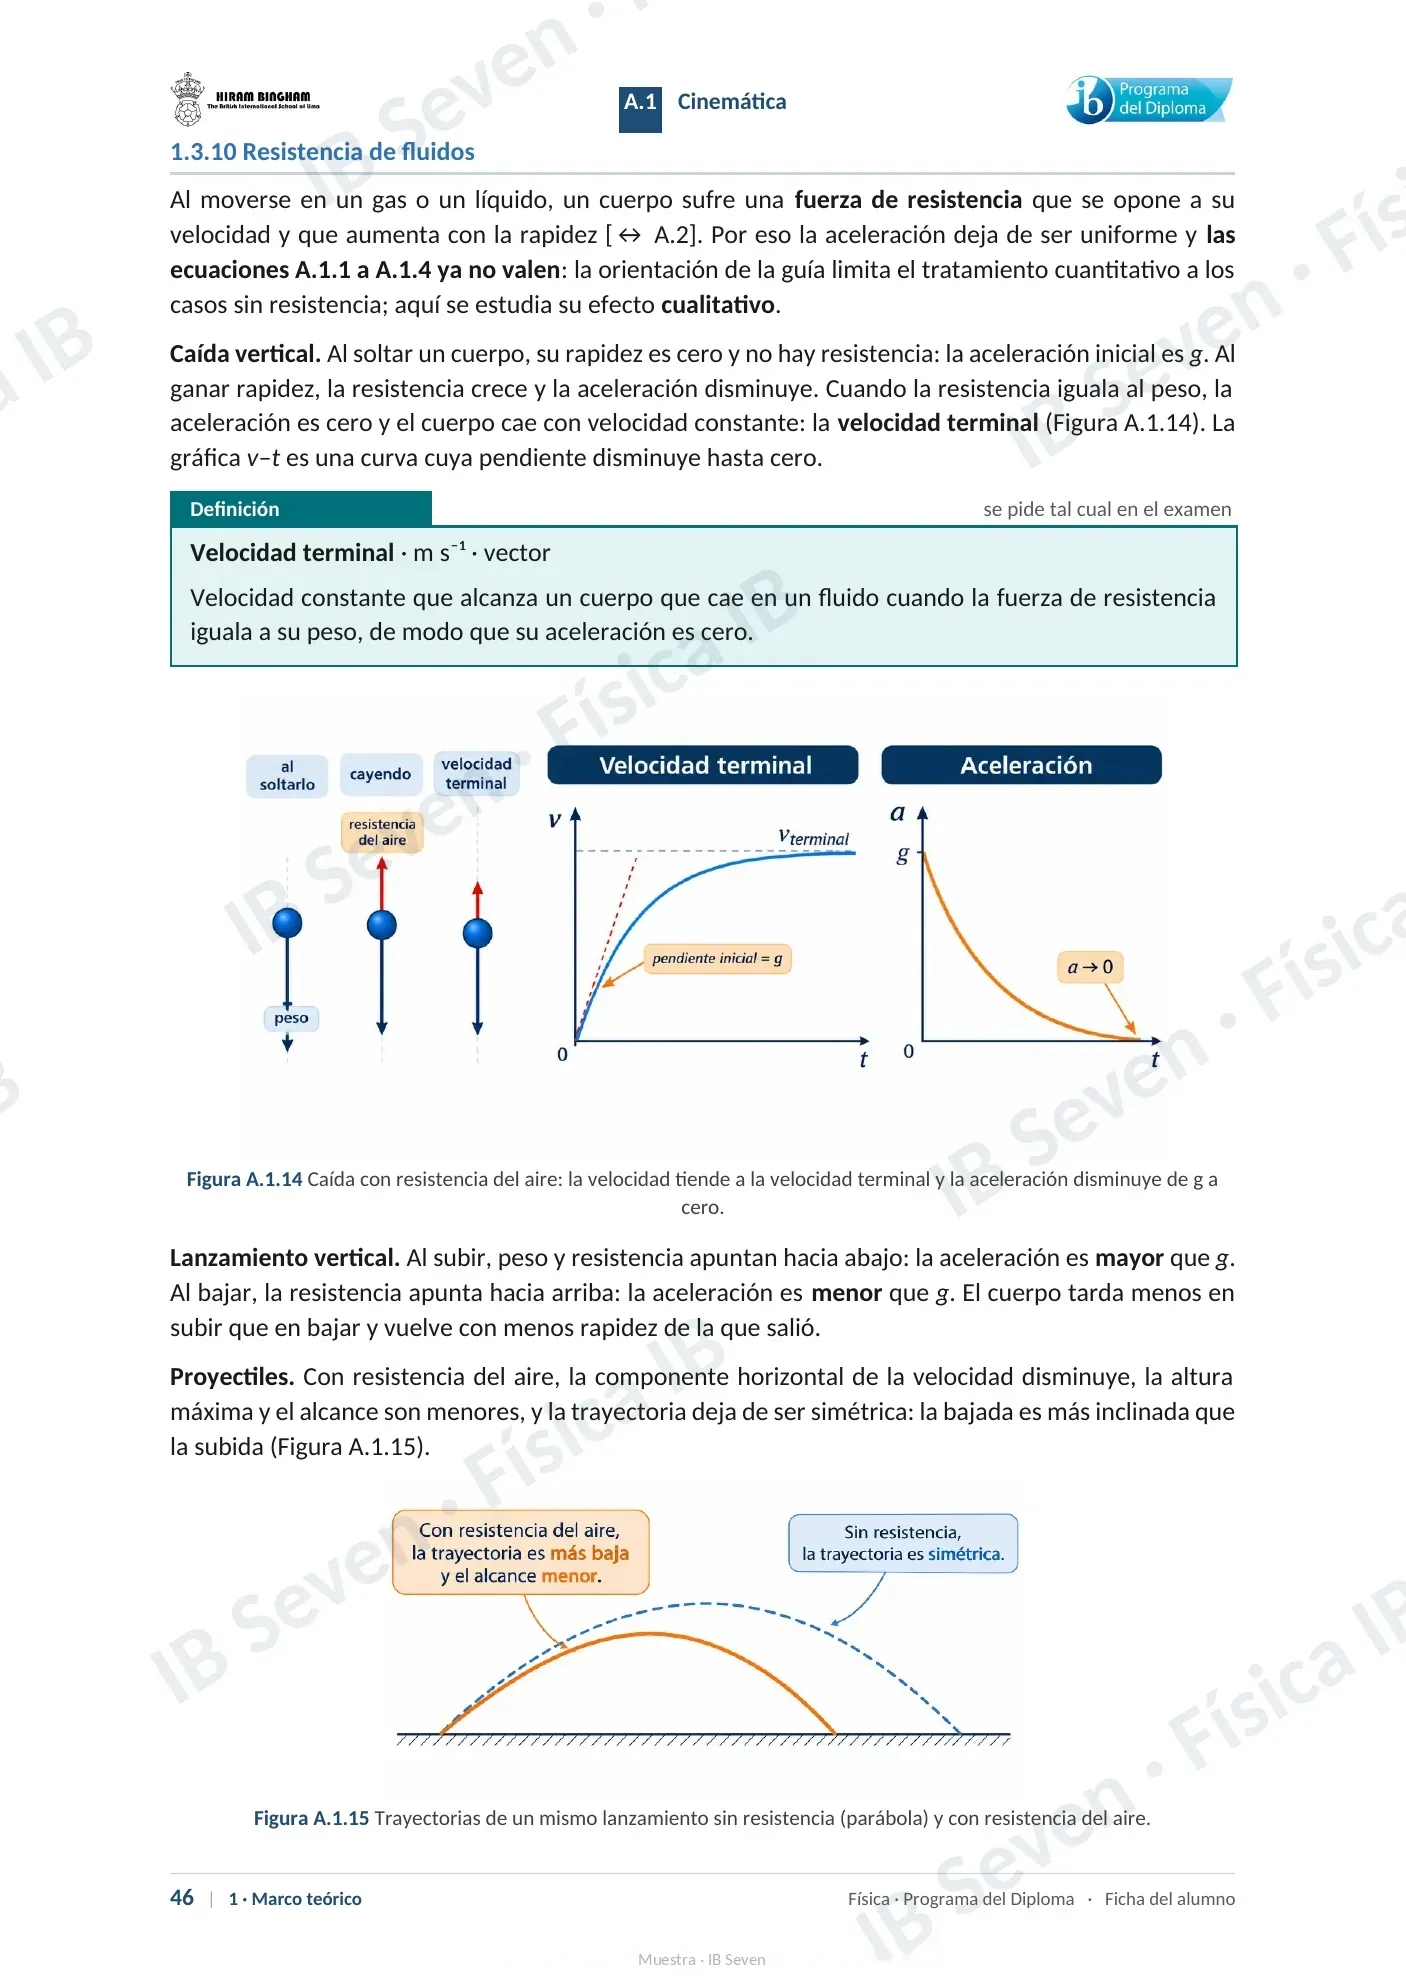 HIRAM BINGHAM
The British International School of Lima
A.1 Cinemática
ib Programa
del Diploma
1.3.10 Resistencia de fluidos
Al moverse en un gas o un líquido, un cuerpo sufre una fuerza de resistencia que se opone a su
velocidad y que aumenta con la rapidez [↔ A.2]. Por eso la aceleración deja de ser uniforme y las
ecuaciones A.1.1 a A.1.4 ya no valen: la orientación de la guía limita el tratamiento cuantitativo a los
casos sin resistencia; aquí se estudia su efecto cualitativo.
Caída vertical. Al soltar un cuerpo, su rapidez es cero y no hay resistencia: la aceleración inicial es g. Al
ganar rapidez, la resistencia crece y la aceleración disminuye. Cuando la resistencia iguala al peso, la
aceleración es cero y el cuerpo cae con velocidad constante: la velocidad terminal (Figura A.1.14). La
gráfica v–t es una curva cuya pendiente disminuye hasta cero.
Definición
se pide tal cual en el examen
Velocidad terminal · m s⁻¹ · vector
Velocidad constante que alcanza un cuerpo que cae en un fluido cuando la fuerza de resistencia
iguala a su peso, de modo que su aceleración es cero.
al
soltarlo
cayendo
velocidad
terminal
resistencia
del aire
peso
Velocidad terminal
v
v terminal
pendiente inicial = g
0
t
Aceleración
a
g
a → 0
0
t
Figura A.1.14 Caída con resistencia del aire: la velocidad tiende a la velocidad terminal y la aceleración disminuye de g a
cero.
Lanzamiento vertical. Al subir, peso y resistencia apuntan hacia abajo: la aceleración es mayor que g.
Al bajar, la resistencia apunta hacia arriba: la aceleración es menor que g. El cuerpo tarda menos en
subir que en bajar y vuelve con menos rapidez de la que salió.
Proyectiles. Con resistencia del aire, la componente horizontal de la velocidad disminuye, la altura
máxima y el alcance son menores, y la trayectoria deja de ser simétrica: la bajada es más inclinada que
la subida (Figura A.1.15).
Con resistencia del aire,
la trayectoria es más baja
y el alcance menor.
Sin resistencia,
la trayectoria es simétrica.
Figura A.1.15 Trayectorias de un mismo lanzamiento sin resistencia (parábola) y con resistencia del aire.
46 | 1 · Marco teórico
Física · Programa del Diploma · Ficha del alumno
Muestra · IB Seven
IB Seven · Física IB